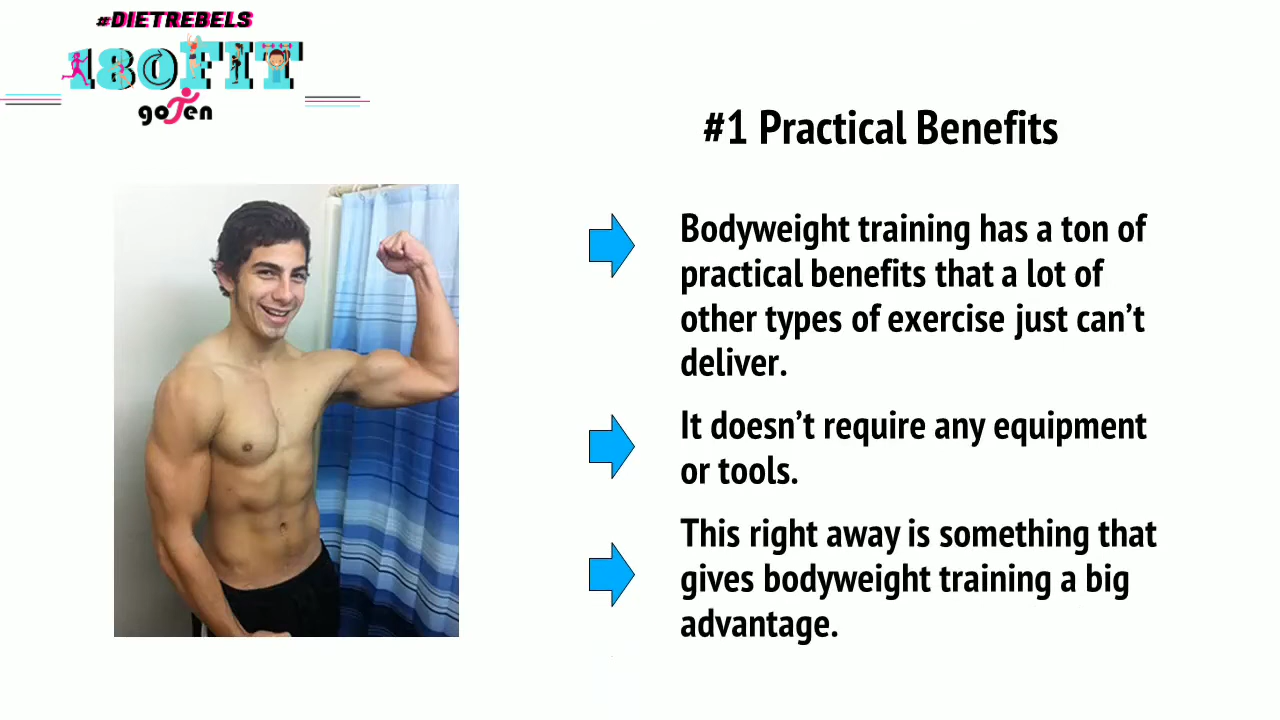 #DIETREBELS
180FIT
goTen
#1 Practical Benefits
Bodyweight training has a ton of
practical benefits that a lot of
other types of exercise just can’t
deliver.
It doesn’t require any equipment
or tools.
This right away is something that
gives bodyweight training a big
advantage.